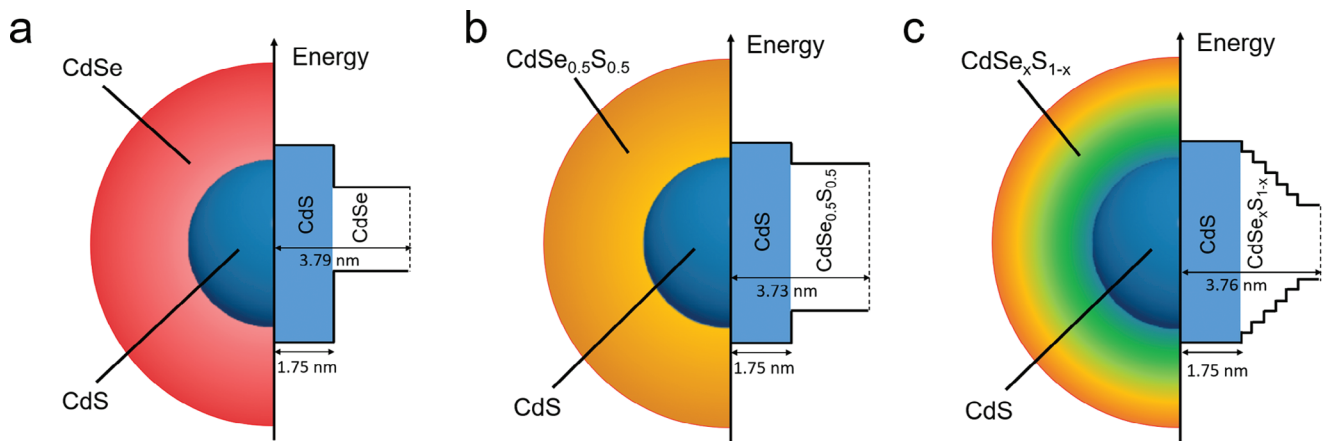 a
Energy
CdSe
CdS
CdSe
3.79 nm
1.75 nm
CdS
b
Energy
CdSe0.5S0.5
CdS
CdSe0.5S0.5
3.73 nm
1.75 nm
CdS
c
Energy
CdSexS1-x
CdS
CdSexS1-x
3.76 nm
1.75 nm
CdS